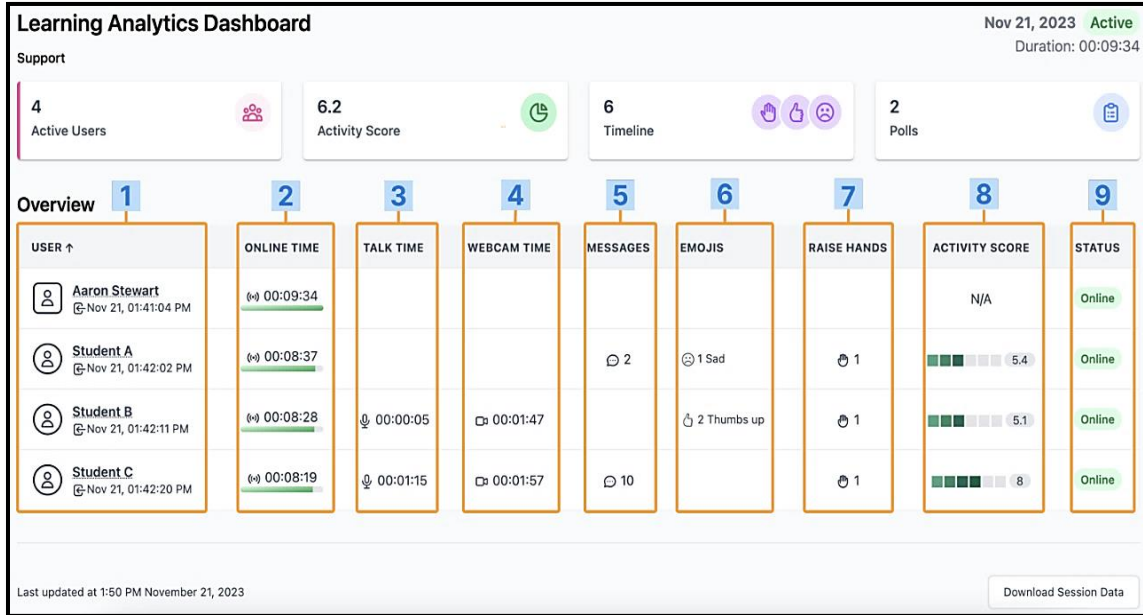 Learning Analytics Dashboard
Nov 21, 2023 Active
Duration: 00:09:34
Support
4
Active Users
6.2
Activity Score
6
Timeline
2
Polls
Overview
1 2 3 4 5 6 7 8 9
USER ↑ ONLINE TIME TALK TIME WEBCAM TIME MESSAGES EMOJIS RAISE HANDS ACTIVITY SCORE STATUS
Aaron Stewart
Nov 21, 01:41:04 PM
00:09:34 N/A Online
Student A
Nov 21, 01:42:02 PM
00:08:37 2 1 Sad 1 5.4 Online
Student B
Nov 21, 01:42:11 PM
00:08:28 00:00:05 00:01:47 2 Thumbs up 1 5.1 Online
Student C
Nov 21, 01:42:20 PM
00:08:19 00:01:15 00:01:57 10 1 8 Online
Last updated at 1:50 PM November 21, 2023
Download Session Data